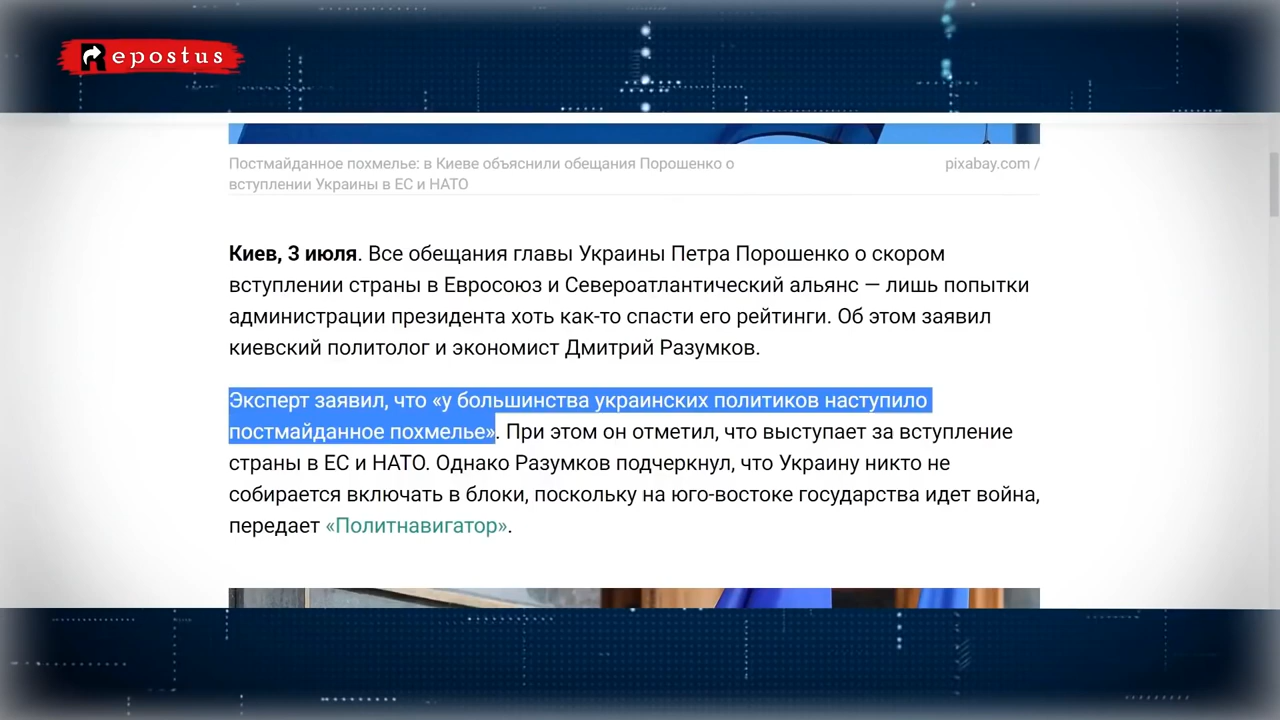 epostus
Постмайданное похмелье: в Киеве объяснили обещания Порошенко о
вступлении Украины в ЕС и НАТО
pixabay.com /
Киев, 3 июля. Все обещания главы Украины Петра Порошенко о скором
вступлении страны в Евросоюз и Североатлантический альянс — лишь попытки
администрации президента хоть как-то спасти его рейтинги. Об этом заявил
киевский политолог и экономист Дмитрий Разумков.
Эксперт заявил, что «у большинства украинских политиков наступило
постмайданное похмелье». При этом он отметил, что выступает за вступление
страны в ЕС и НАТО. Однако Разумков подчеркнул, что Украину никто не
собирается включать в блоки, поскольку на юго-востоке государства идет война,
передает «Политнавигатор».